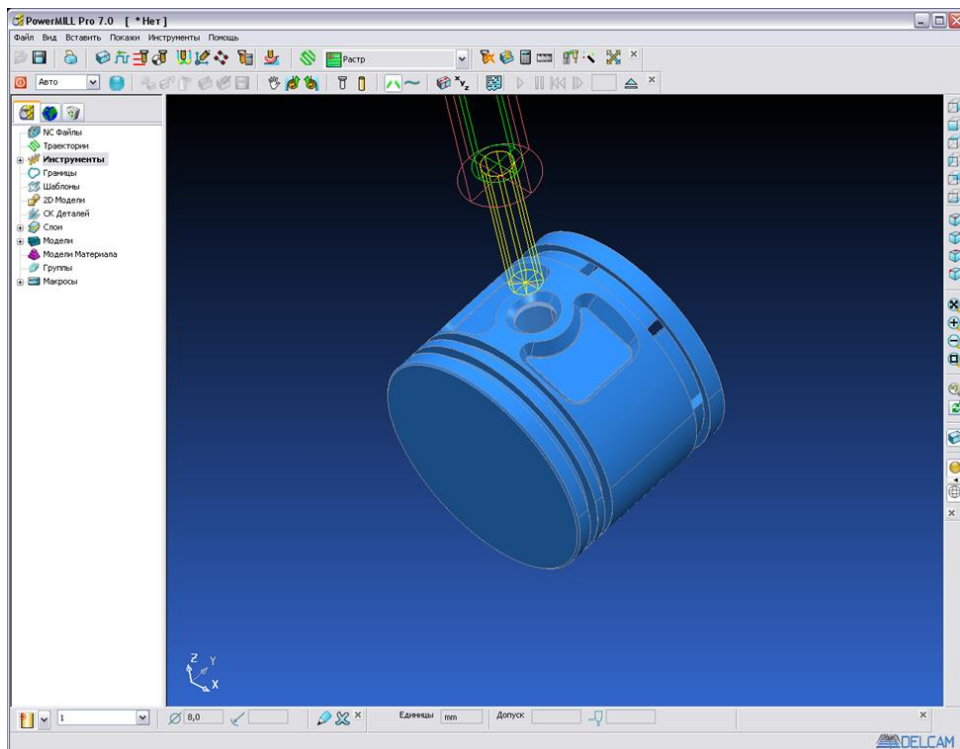 PowerMILL Pro 7.0 [ *Нет ]
Файл Вид Вставить Покажи Инструменты Помощь
Растр
Авто
X Y Z
NC Файлы
Траектории
Инструменты
Границы
Шаблоны
2D Модели
СК Деталей
Слои
Модели
Модели Материала
Группы
Макросы
Z
Y
X
1
8,0
Единицы
mm
Допуск
DELCAM